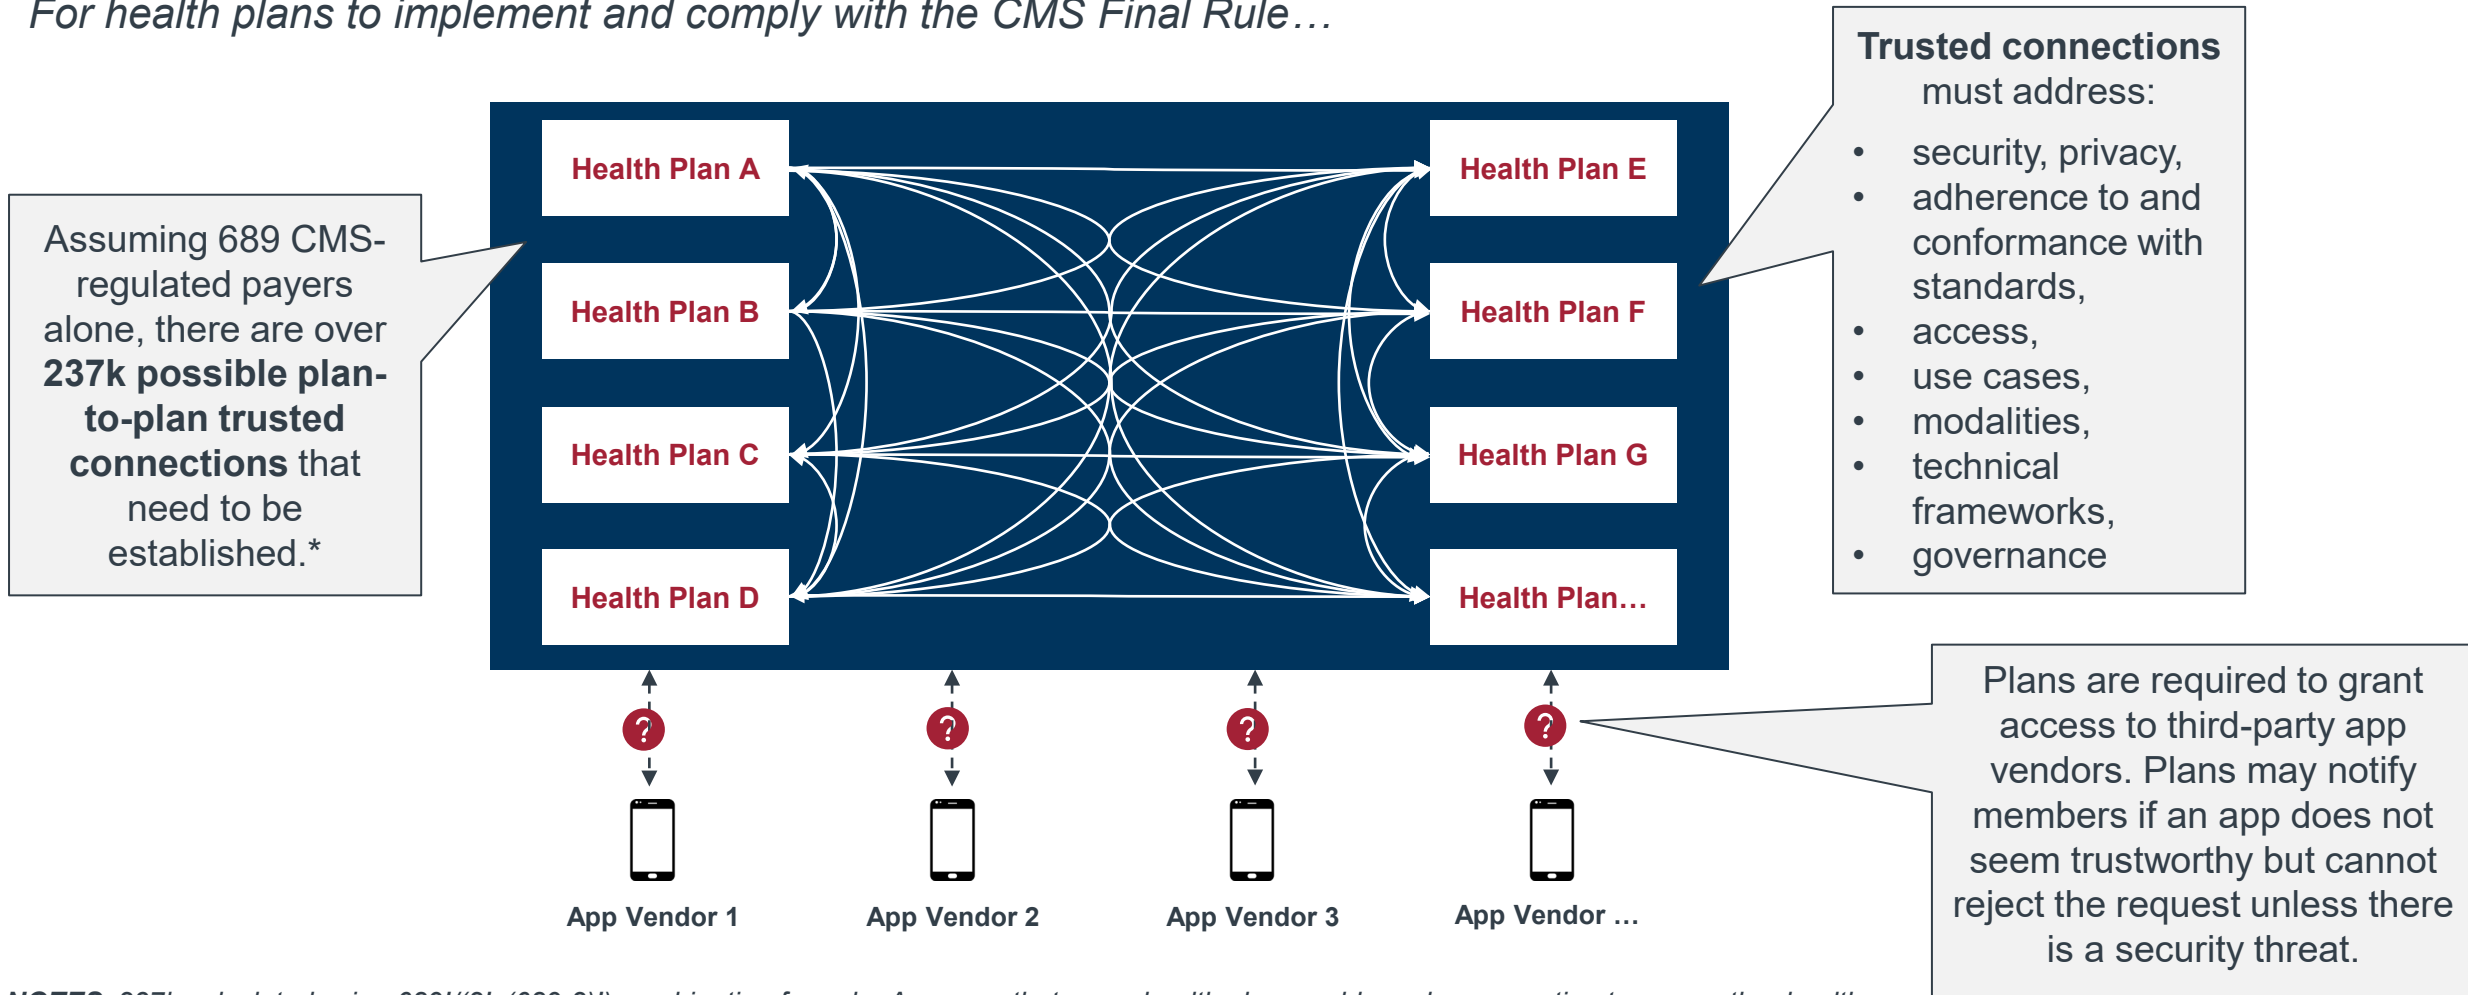 For health plans to implement and comply with the CMS Final Rule…
Trusted connections
must address:
• security, privacy,
• adherence to and
conformance with
standards,
• access,
• use cases,
• modalities,
• technical
frameworks,
• governance
Assuming 689 CMS-
regulated payers
alone, there are over
237k possible plan-
to-plan trusted
connections that
need to be
established.*
Health Plan A
Health Plan B
Health Plan C
Health Plan D
Health Plan E
Health Plan F
Health Plan G
Health Plan…
?
?
?
?
App Vendor 1
App Vendor 2
App Vendor 3
App Vendor …
Plans are required to grant
access to third-party app
vendors. Plans may notify
members if an app does not
seem trustworthy but cannot
reject the request unless there
is a security threat.